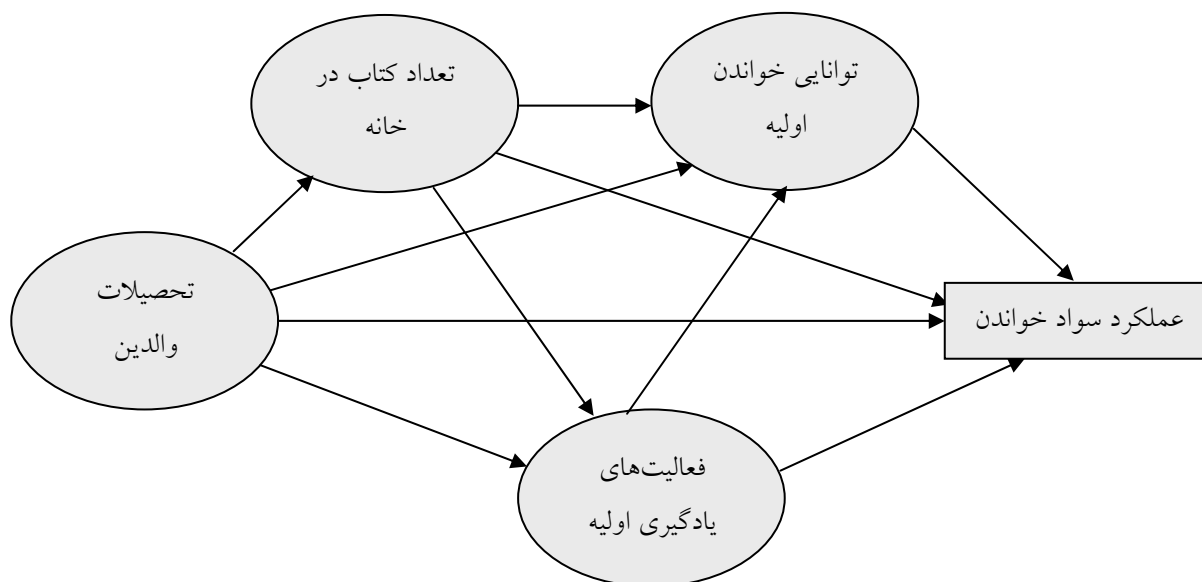 تعداد کتاب در
خانه
توانایی خواندن
اولیه
تحصیلات
والدین
عملکرد سواد خواندن
فعالیت‌های
یادگیری اولیه